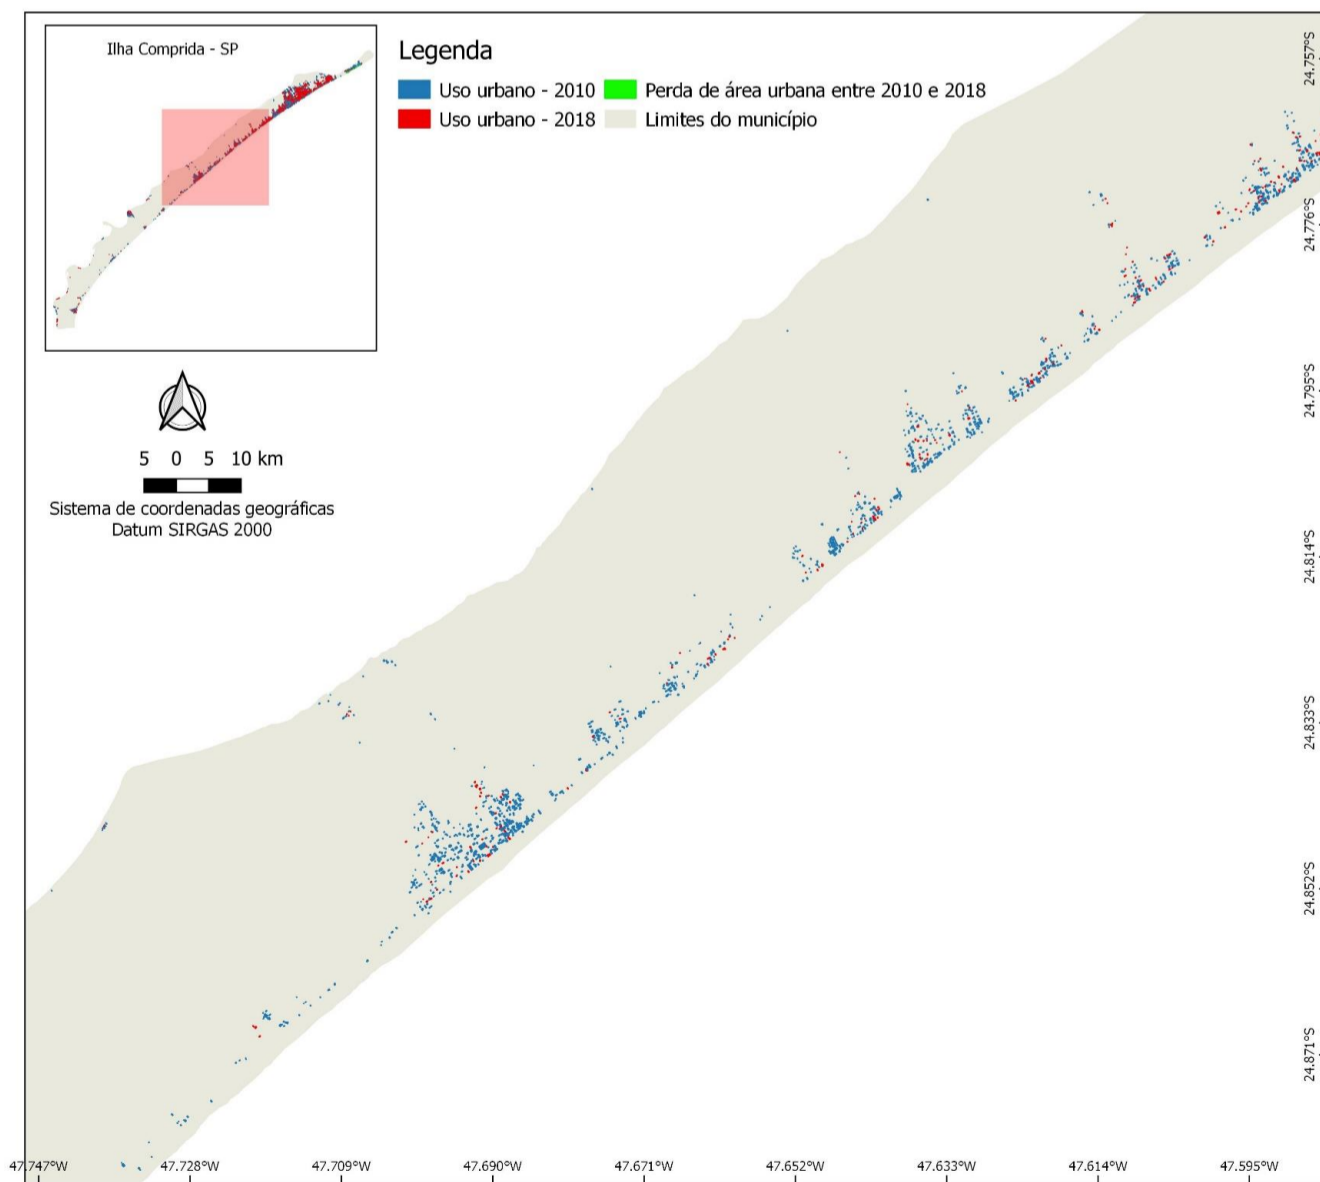 Ilha Comprida - SP
Legenda
Uso urbano - 2010
Perda de área urbana entre 2010 e 2018
Uso urbano - 2018
Limites do município
5 0 5 10 km
Sistema de coordenadas geográficas
Datum SIRGAS 2000
24.757°S
24.776°S
24.795°S
24.814°S
24.833°S
24.852°S
24.871°S
47.747°W 47.728°W 47.709°W 47.690°W 47.671°W 47.652°W 47.633°W 47.614°W 47.595°W